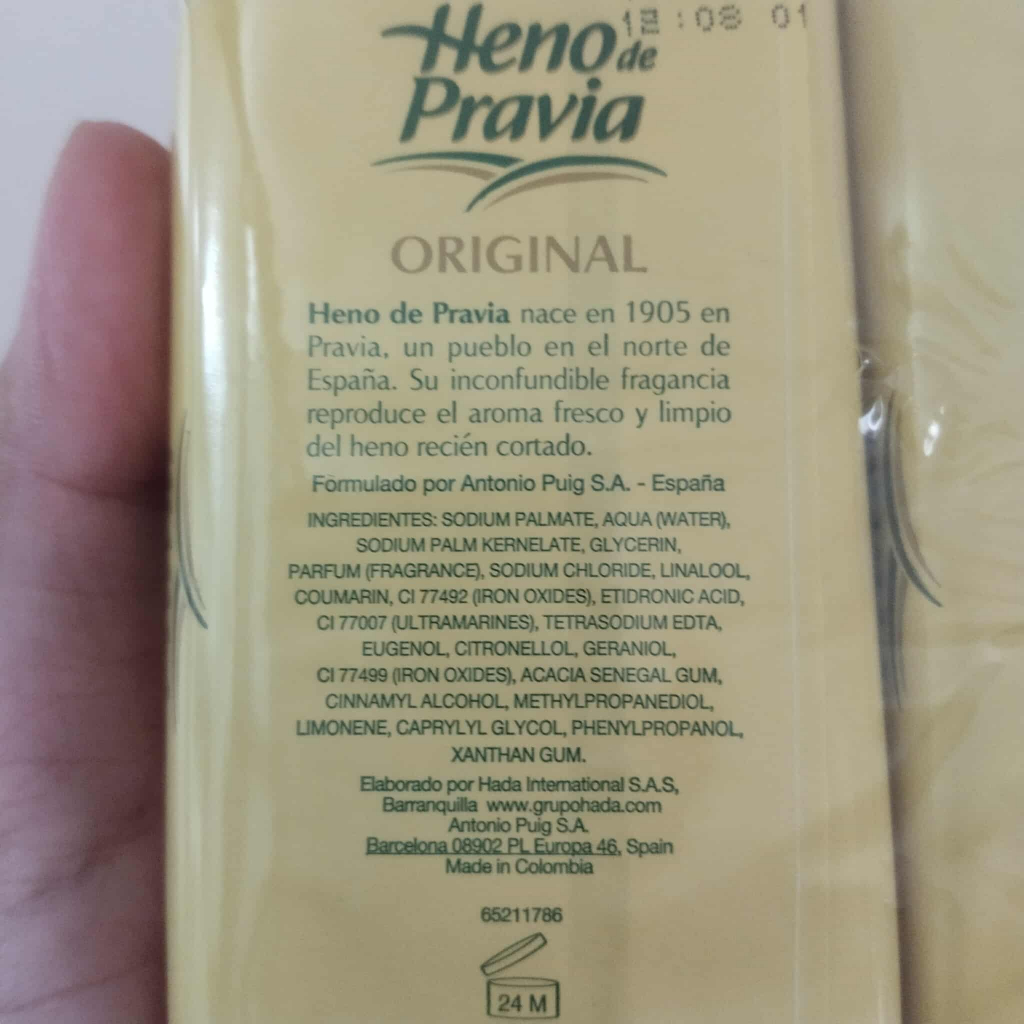 Heno de
Pravia
:08 01
ORIGINAL
Heno de Pravia nace en 1905 en
Pravia, un pueblo en el norte de
España. Su inconfundible fragancia
reproduce el aroma fresco y limpio
del heno recién cortado.
Formulado por Antonio Puig S.A. - España
INGREDIENTES: SODIUM PALMATE, AQUA (WATER),
SODIUM PALM KERNELATE, GLYCERIN,
PARFUM (FRAGRANCE), SODIUM CHLORIDE, LINALOOL,
COUMARIN, CI 77492 (IRON OXIDES), ETIDRONIC ACID,
CI 77007 (ULTRAMARINES), TETRASODIUM EDTA,
EUGENOL, CITRONELLOL, GERANIOL,
CI 77499 (IRON OXIDES), ACACIA SENEGAL GUM,
CINNAMYL ALCOHOL, METHYLPROPANEDIOL,
LIMONENE, CAPRYLYL GLYCOL, PHENYLPROPANOL,
XANTHAN GUM.
Elaborado por Hada International S.A.S,
Barranquilla www.grupohada.com
Antonio Puig S.A.
Barcelona 08902 PL Europa 46, Spain
Made in Colombia
65211786
24 M